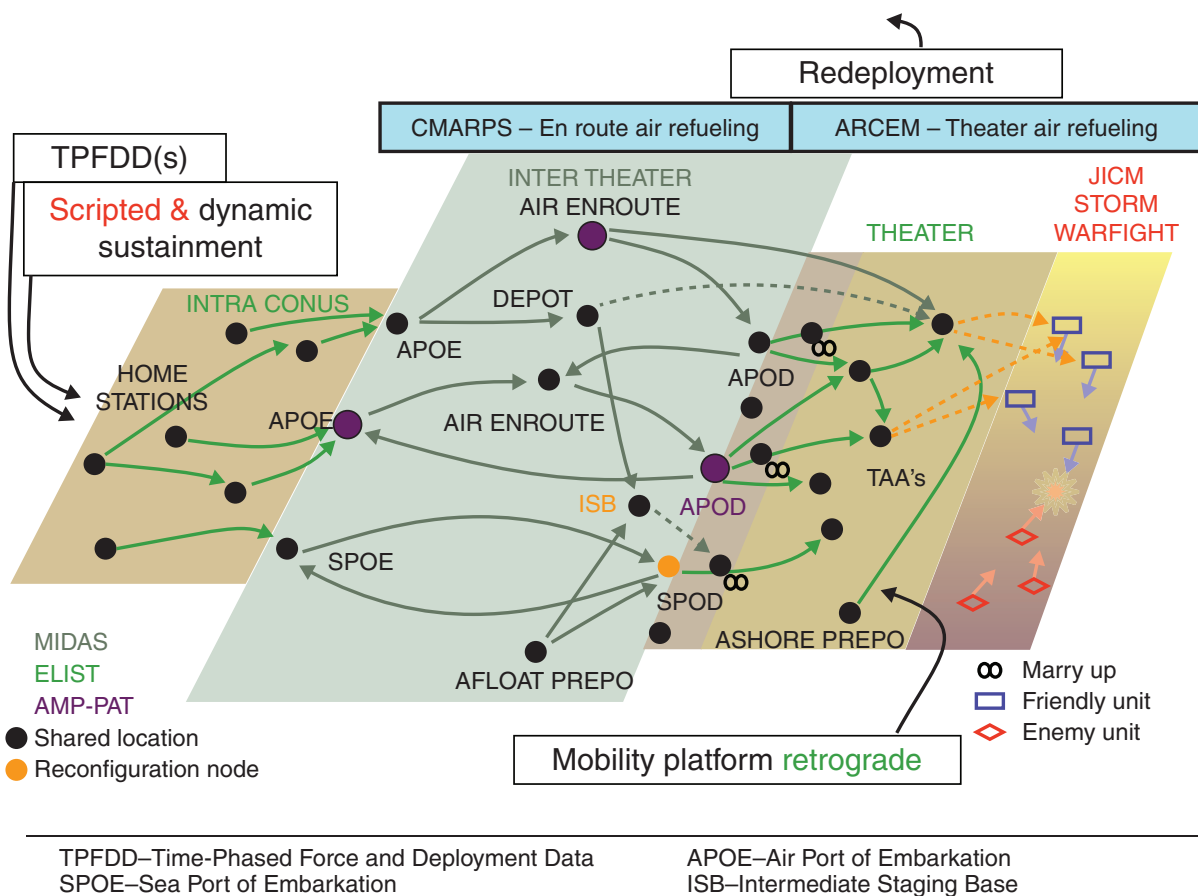 Redeployment
CMARPS – En route air refueling
ARCEM – Theater air refueling
TPFDD(s)
Scripted & dynamic
sustainment
INTER THEATER
AIR ENROUTE
THEATER
JICM
STORM
WARFIGHT
INTRA CONUS
DEPOT
APOE
APOD
HOME
STATIONS
APOE
AIR ENROUTE
ISB
APOD
TAA's
SPOE
SPOD
ASHORE PREPO
AFLOAT PREPO
MIDAS
ELIST
AMP-PAT
Shared location
Reconfiguration node
Marry up
Friendly unit
Enemy unit
Mobility platform retrograde
TPFDD–Time-Phased Force and Deployment Data
SPOE–Sea Port of Embarkation
APOE–Air Port of Embarkation
ISB–Intermediate Staging Base